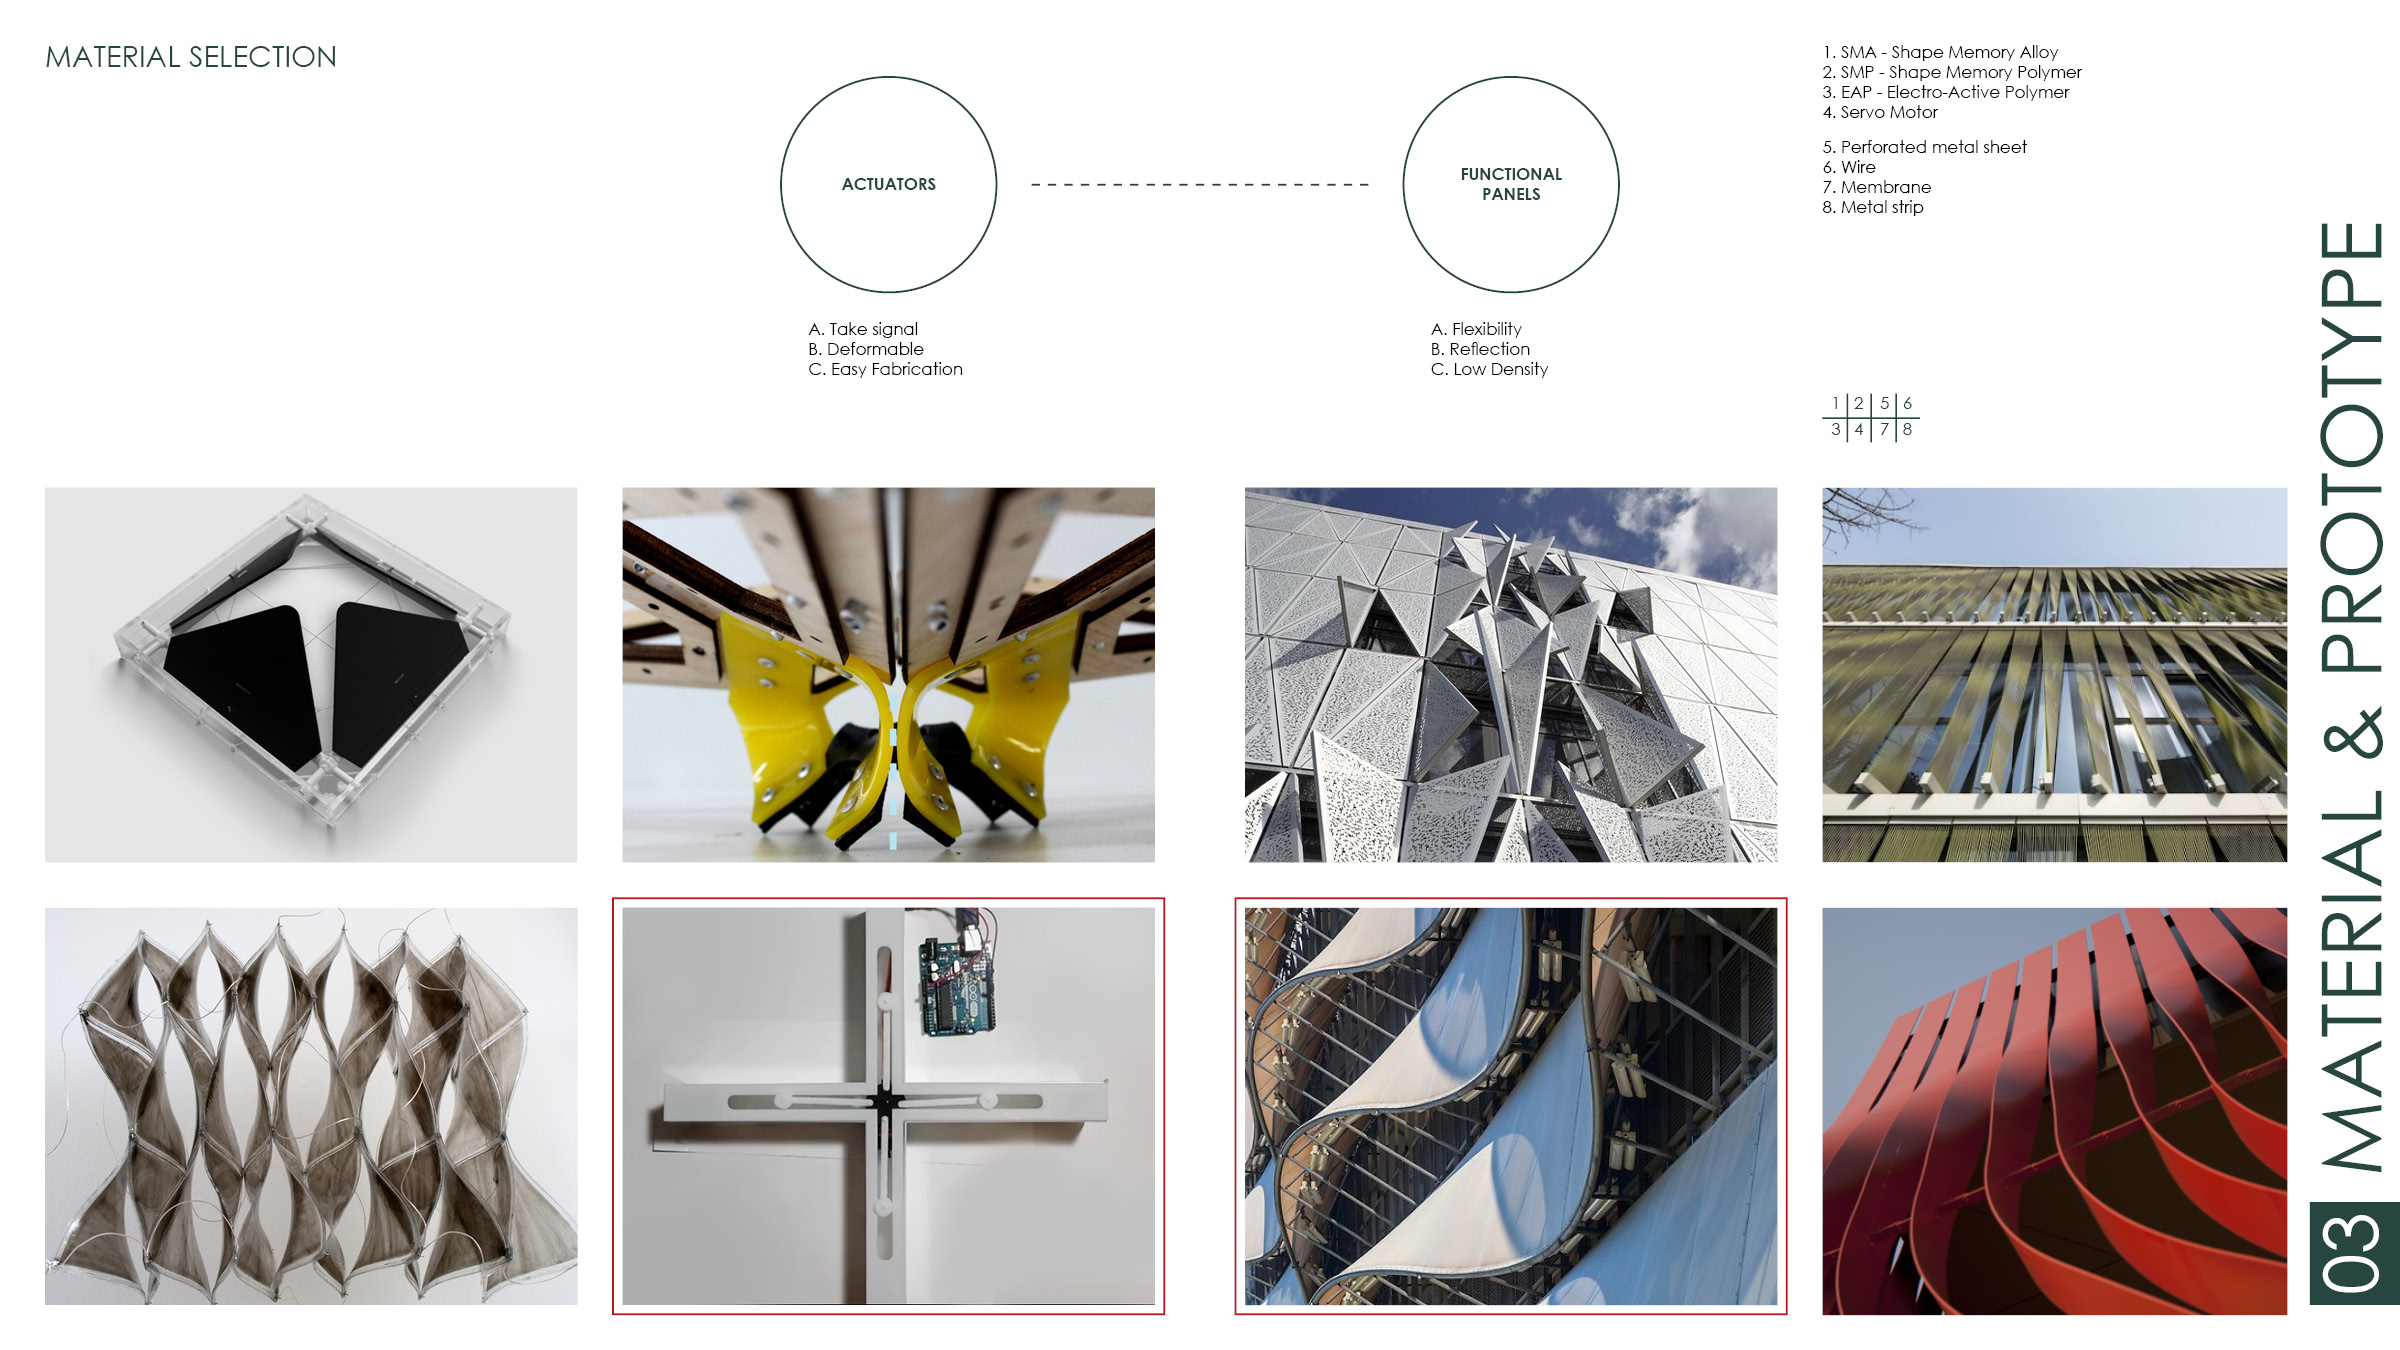 MATERIAL SELECTION
ACTUATORS
A. Take signal
B. Deformable
C. Easy Fabrication
FUNCTIONAL
PANELS
A. Flexibility
B. Reflection
C. Low Density
1. SMA - Shape Memory Alloy
2. SMP - Shape Memory Polymer
3. EAP - Electro-Active Polymer
4. Servo Motor
5. Perforated metal sheet
6. Wire
7. Membrane
8. Metal strip
1 2 5 6
3 4 7 8
03 MATERIAL & PROTOTYPE